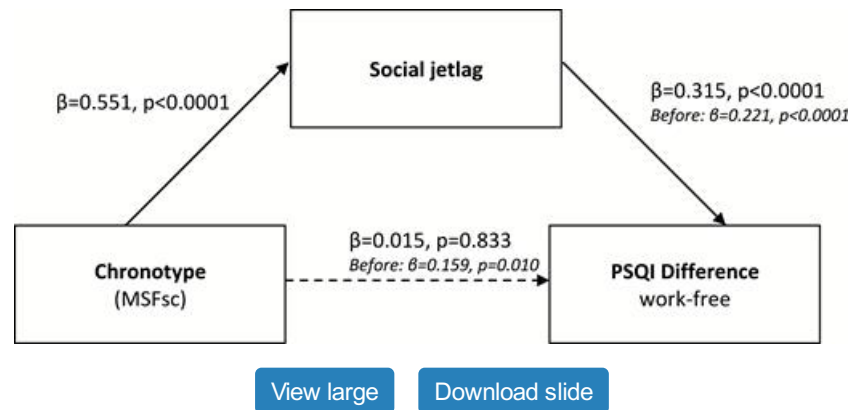 Social jetlag
β=0.551, p<0.0001
β=0.315, p<0.0001
Before: β=0.221, p<0.0001
β=0.015, p=0.833
Before: β=0.159, p=0.010
Chronotype
(MSFsc)
PSQI Difference
work-free
View large
Download slide